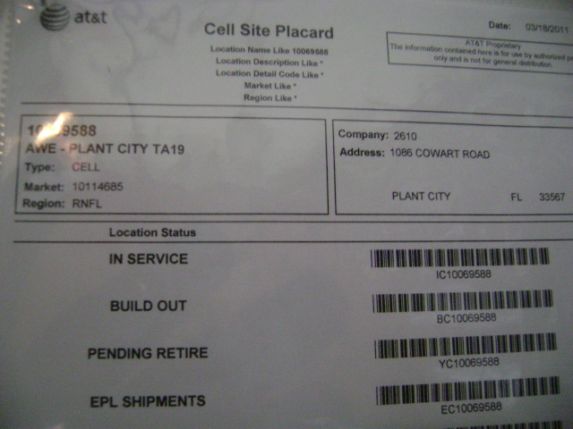 at&t
Cell Site Placard
Date: 03/18/2011
Location Name Like 10069588
Location Description Like *
Location Detail Code Like *
Market Like *
Region Like *
AT&T Proprietary
The information contained here is for use by authorized
only and is not for general distribution.
10069588
AWE - PLANT CITY TA19
Type: CELL
Market: 10114685
Region: RNFL
Company: 2610
Address: 1086 COWART ROAD
PLANT CITY FL 33567
Location Status
IN SERVICE
IC10069588
BUILD OUT
BC10069588
PENDING RETIRE
YC10069588
EPL SHIPMENTS
EC10069588